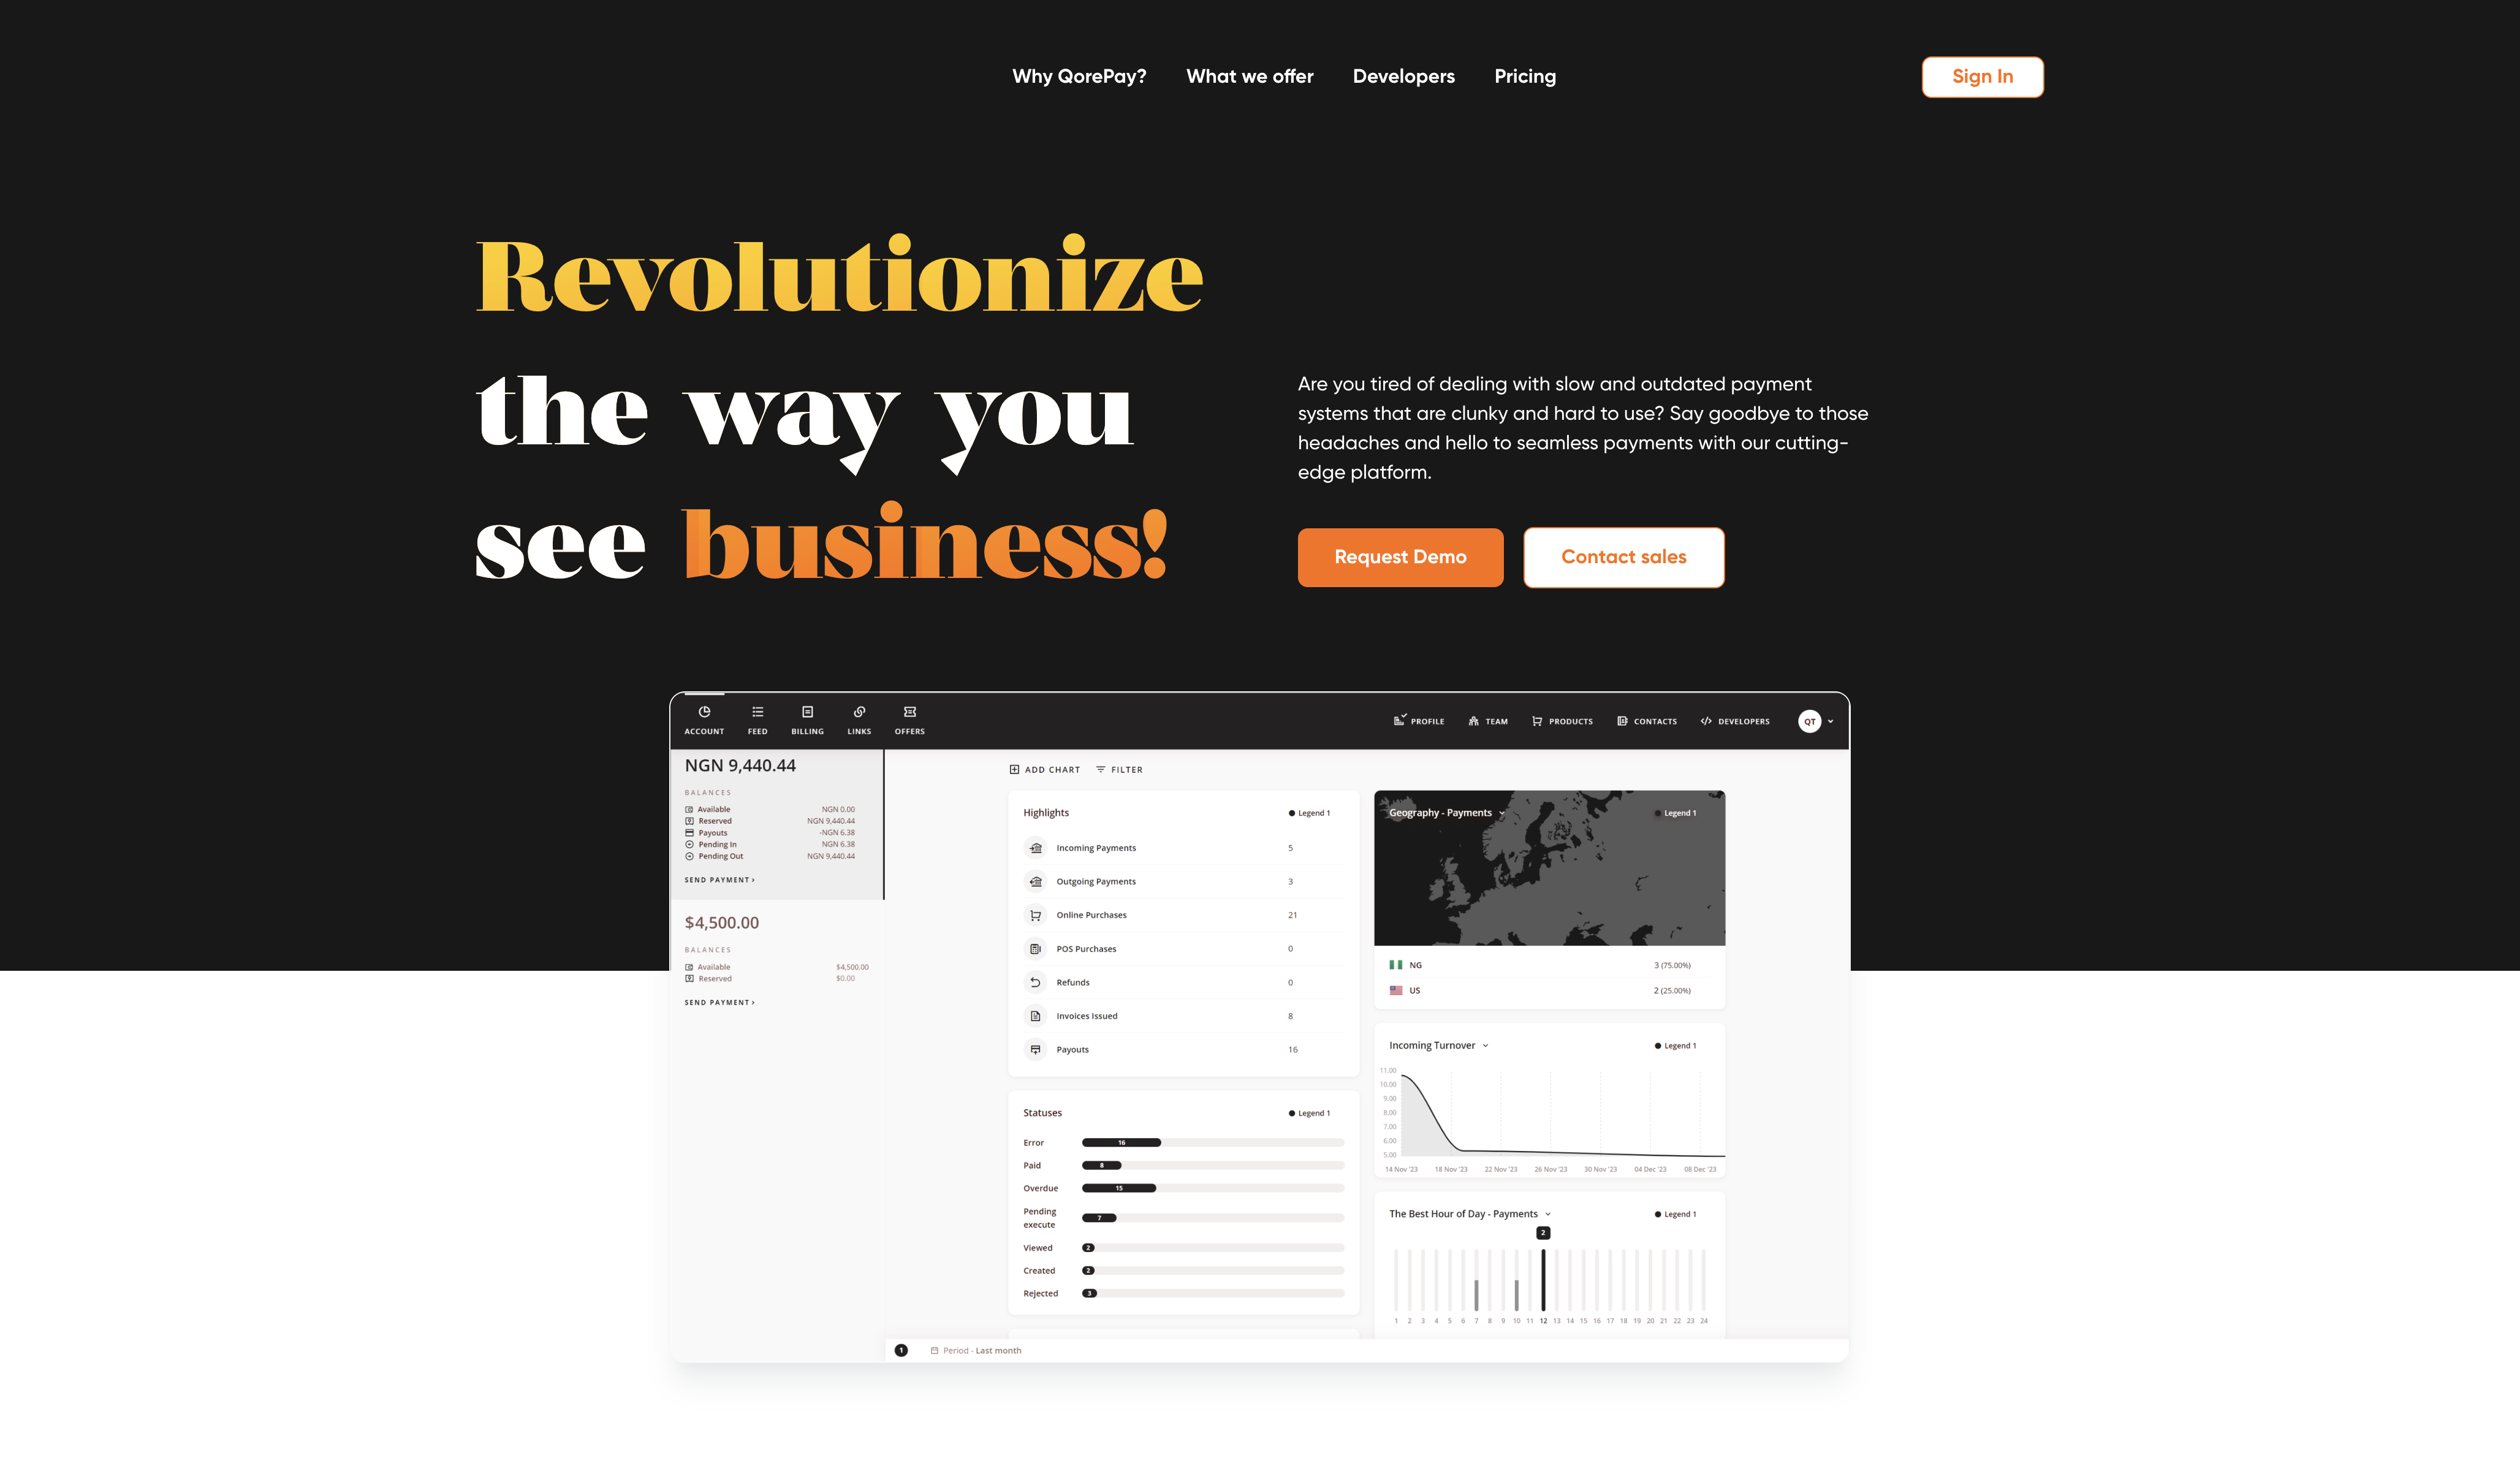 Why QorePay? What we offer Developers Pricing Sign In
Revolutionize
the way you
see business!
Are you tired of dealing with slow and outdated payment
systems that are clunky and hard to use? Say goodbye to those
headaches and hello to seamless payments with our cutting-
edge platform.
Request Demo Contact sales
ACCOUNT FEED BILLING LINKS OFFERS PROFILE TEAM PRODUCTS CONTACTS DEVELOPERS QT
NGN 9,440.44
BALANCES
Available NGN 0.00
Reserved NGN 9,440.44
Payouts -NGN 6.38
Pending In NGN 6.38
Pending Out NGN 9,440.44
SEND PAYMENT ›
$4,500.00
BALANCES
Available $4,500.00
Reserved $0.00
SEND PAYMENT ›
ADD CHART FILTER
Highlights Legend 1
Incoming Payments 5
Outgoing Payments 3
Online Purchases 21
POS Purchases 0
Refunds 0
Invoices Issued 8
Payouts 16
Statuses Legend 1
Error 16
Paid 8
Overdue 15
Pending
execute 7
Viewed 2
Created 2
Rejected 3
Geography - Payments Legend 1
NG 3 (75.00%)
US 2 (25.00%)
Incoming Turnover Legend 1
11.00
10.00
9.00
8.00
7.00
6.00
5.00
14 Nov '23 18 Nov '23 22 Nov '23 26 Nov '23 30 Nov '23 04 Dec '23 08 Dec '23
The Best Hour of Day - Payments Legend 1
2
1 2 3 4 5 6 7 8 9 10 11 12 13 14 15 16 17 18 19 20 21 22 23 24
1 Period - Last month